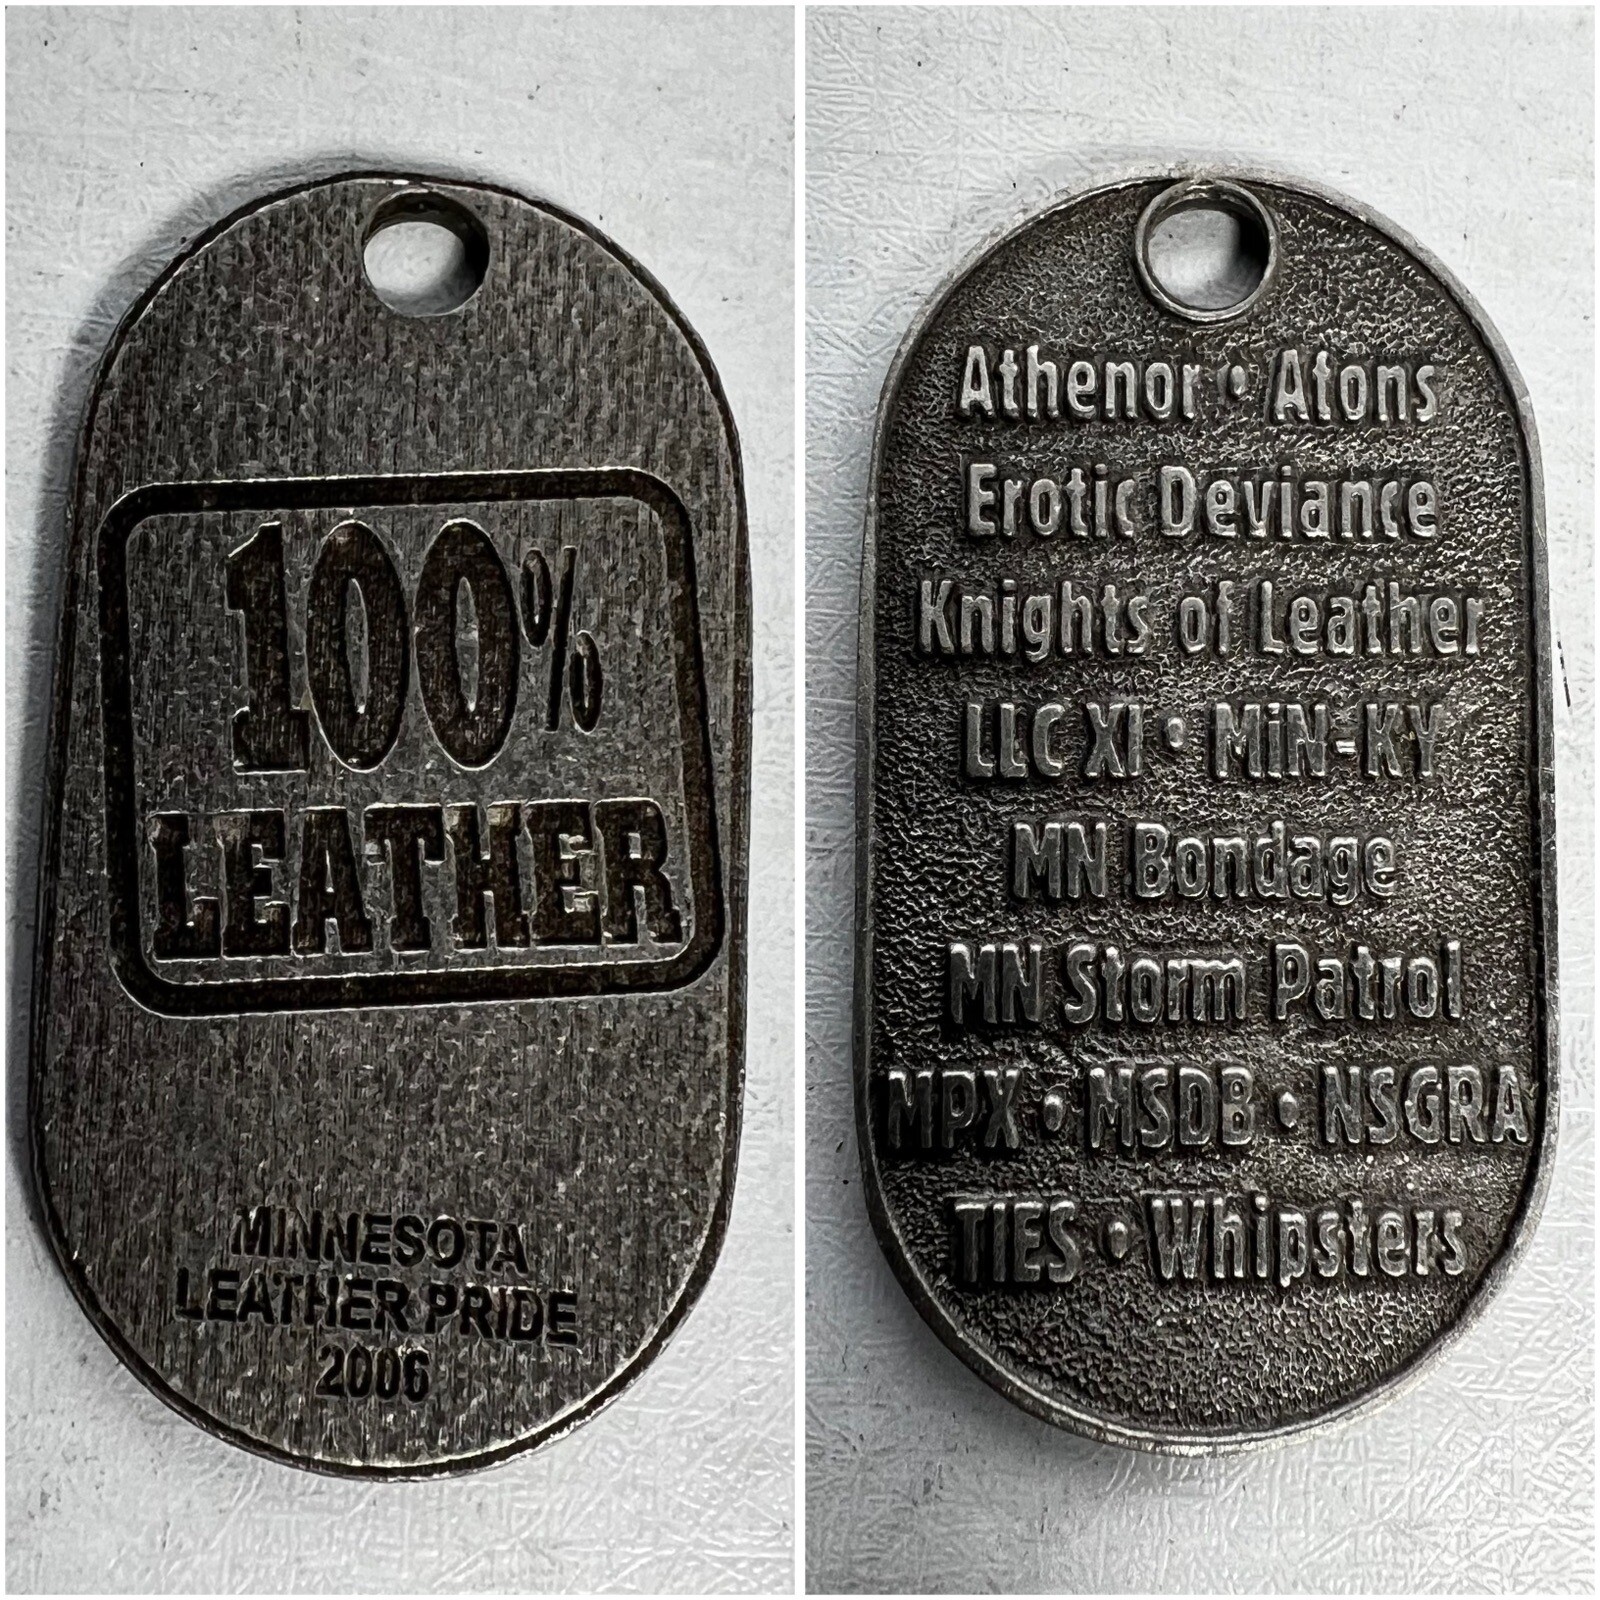 100%
LEATHER
MINNESOTA
LEATHER PRIDE
2006
Athenor • Atons
Erotic Deviance
Knights of Leather
LLC XI • MiN-KY
MN Bondage
MN Storm Patrol
MPX • MSDB • NSGRA
TIES • Whipsters